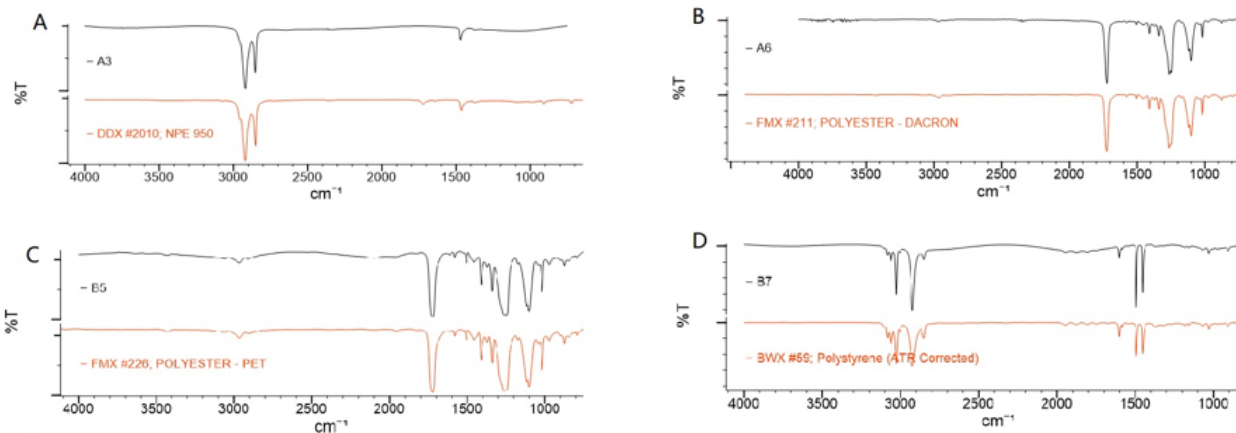 A
– A3
%T
– DDX #2010; NPE 950
4000 3500 3000 2500 2000 1500 1000
cm⁻¹
B
– A6
%T
– FMX #211; POLYESTER - DACRON
4000 3500 3000 2500 2000 1500 1000
cm⁻¹
C
– B5
%T
– FMX #226; POLYESTER - PET
4000 3500 3000 2500 2000 1500 1000
cm⁻¹
D
– B7
%T
– BWX #59; Polystyrene (ATR Corrected)
4000 3500 3000 2500 2000 1500 1000
cm⁻¹